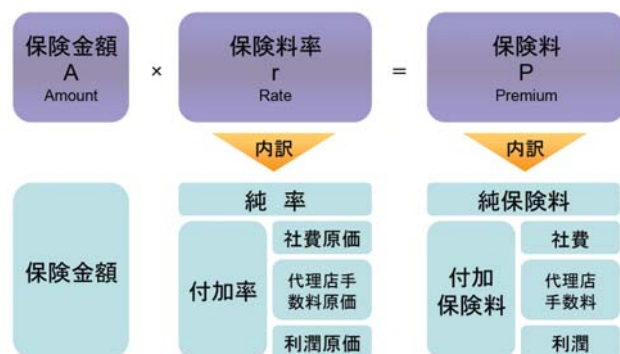 保険金額
A
Amount
×
保険料率
r
Rate
=
保険料
P
Premium
内訳
内訳
保険金額
純 率
付加率
社費原価
代理店手
数料原価
利潤原価
純保険料
付加
保険料
社費
代理店
手数料
利潤